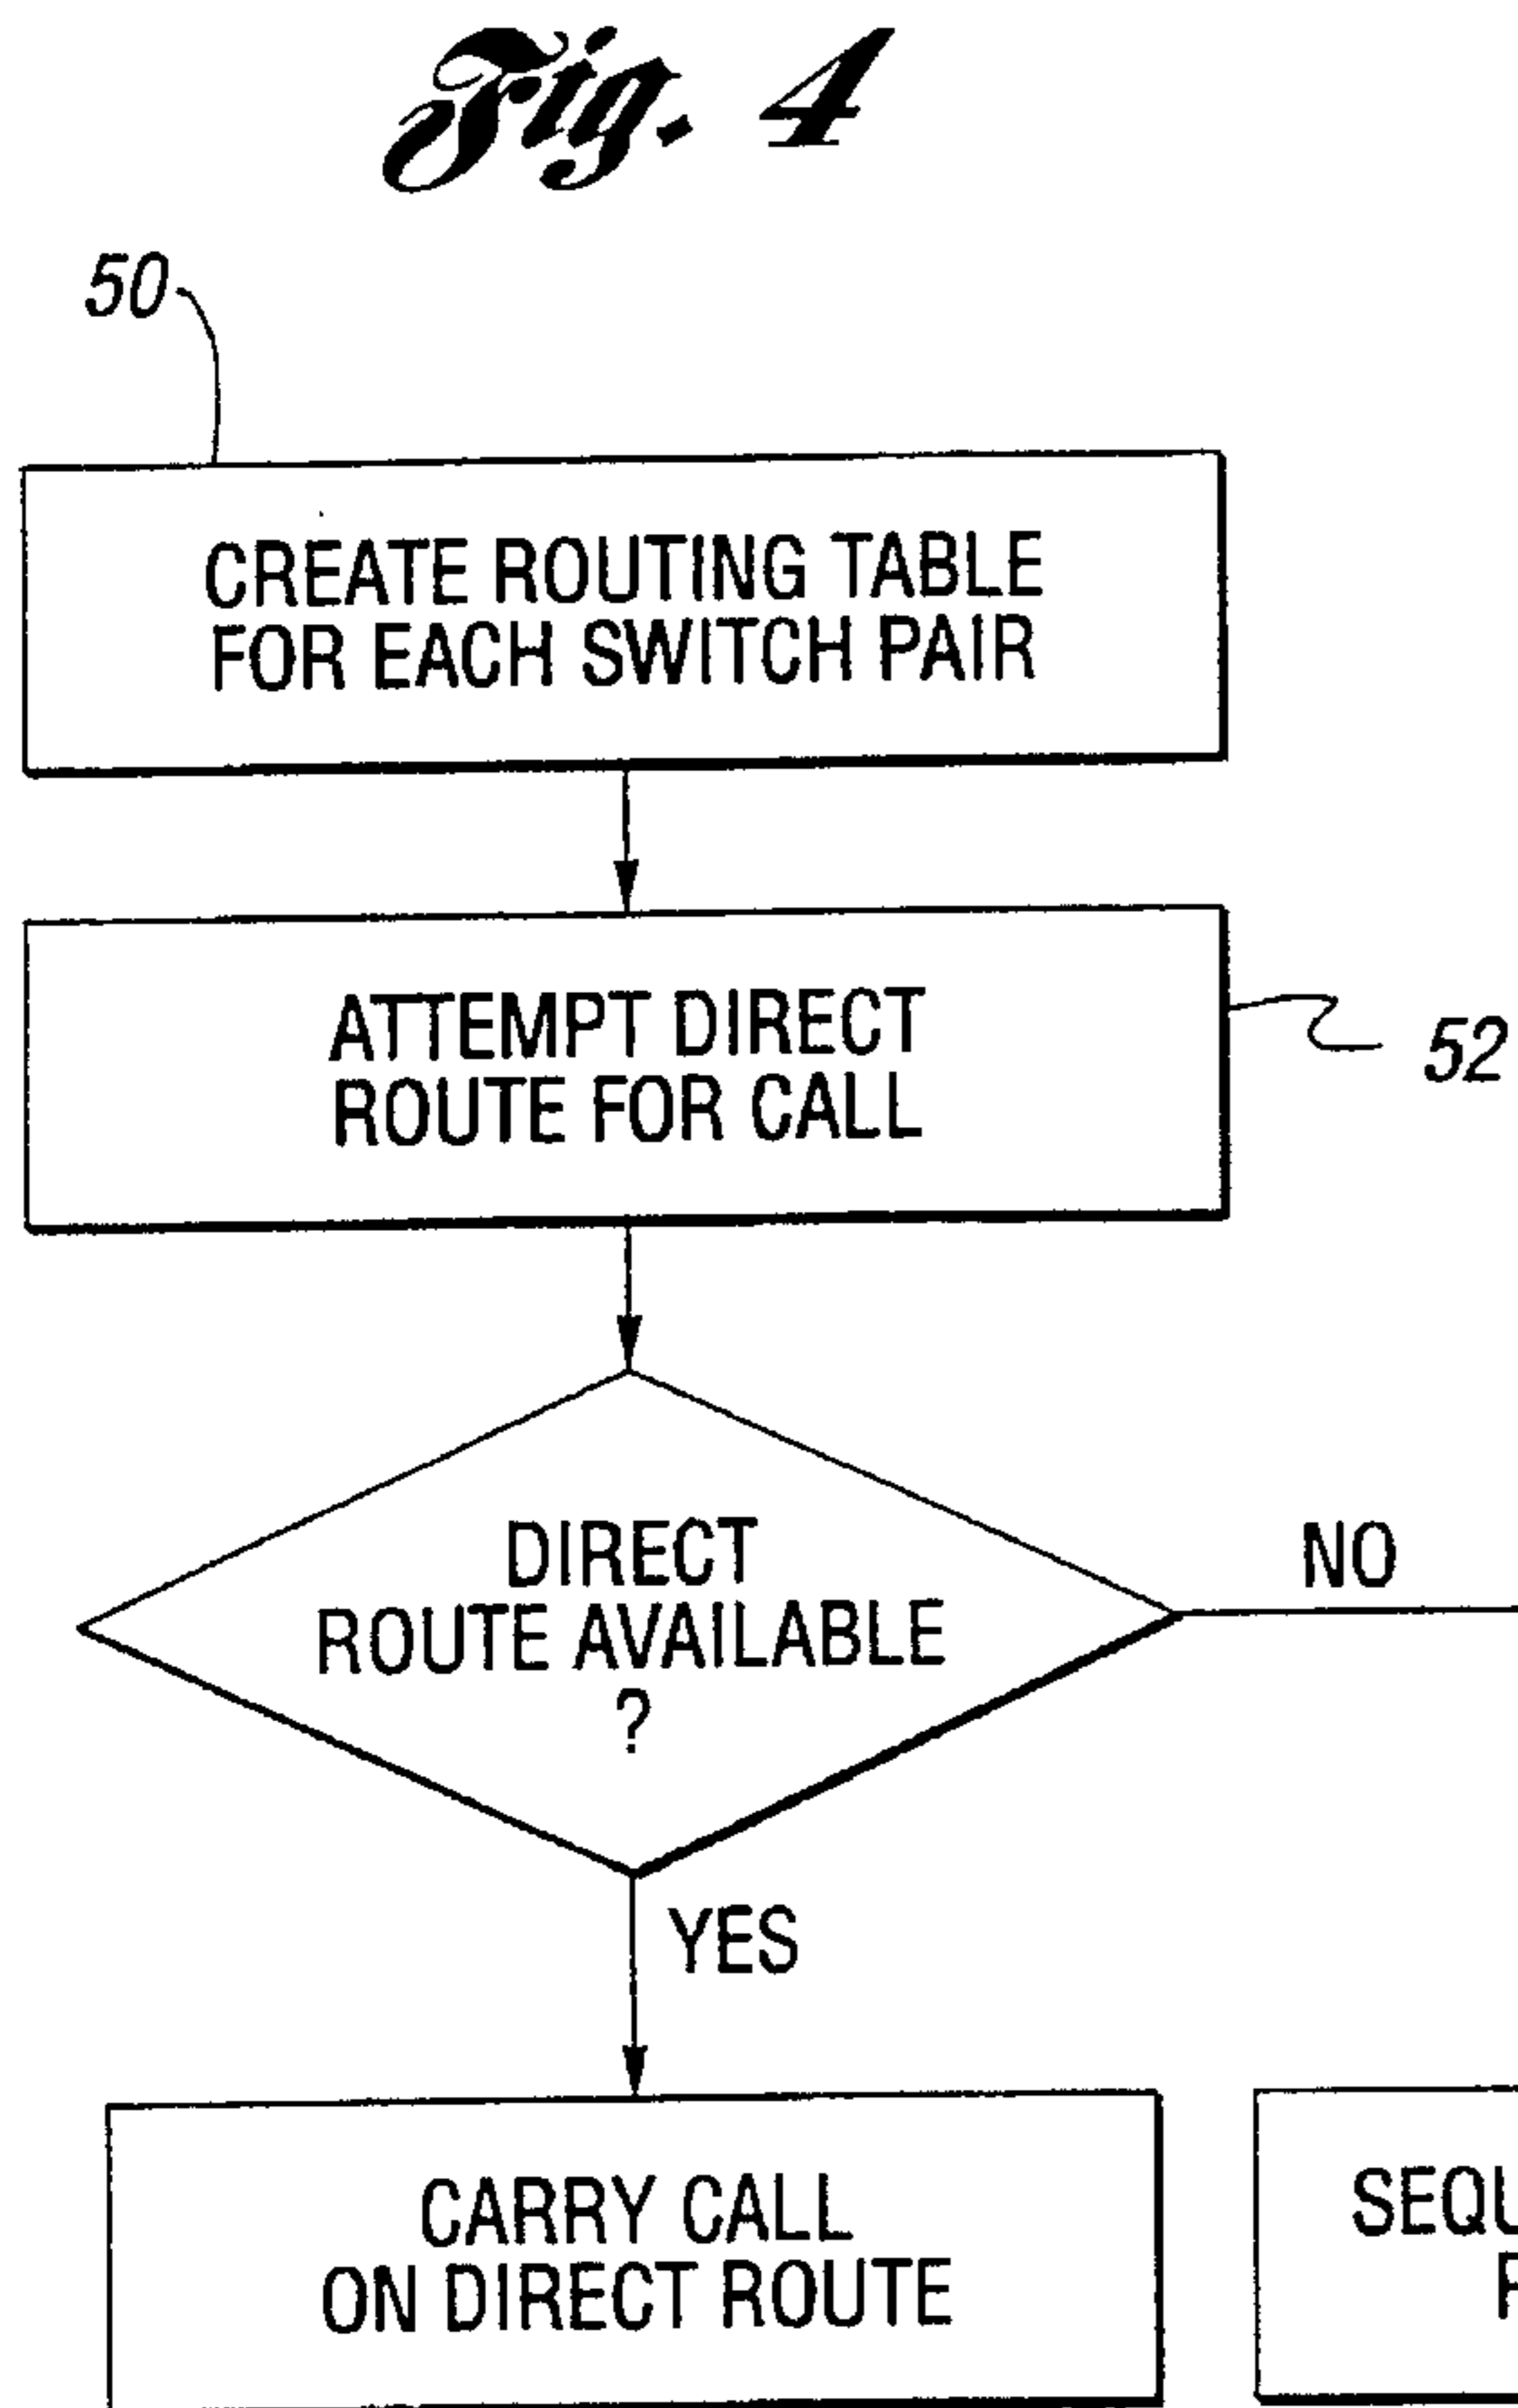 Fig. 4
50
CREATE ROUTING TABLE
FOR EACH SWITCH PAIR
ATTEMPT DIRECT
ROUTE FOR CALL
52
DIRECT
ROUTE AVAILABLE
?
NO
YES
CARRY CALL
ON DIRECT ROUTE